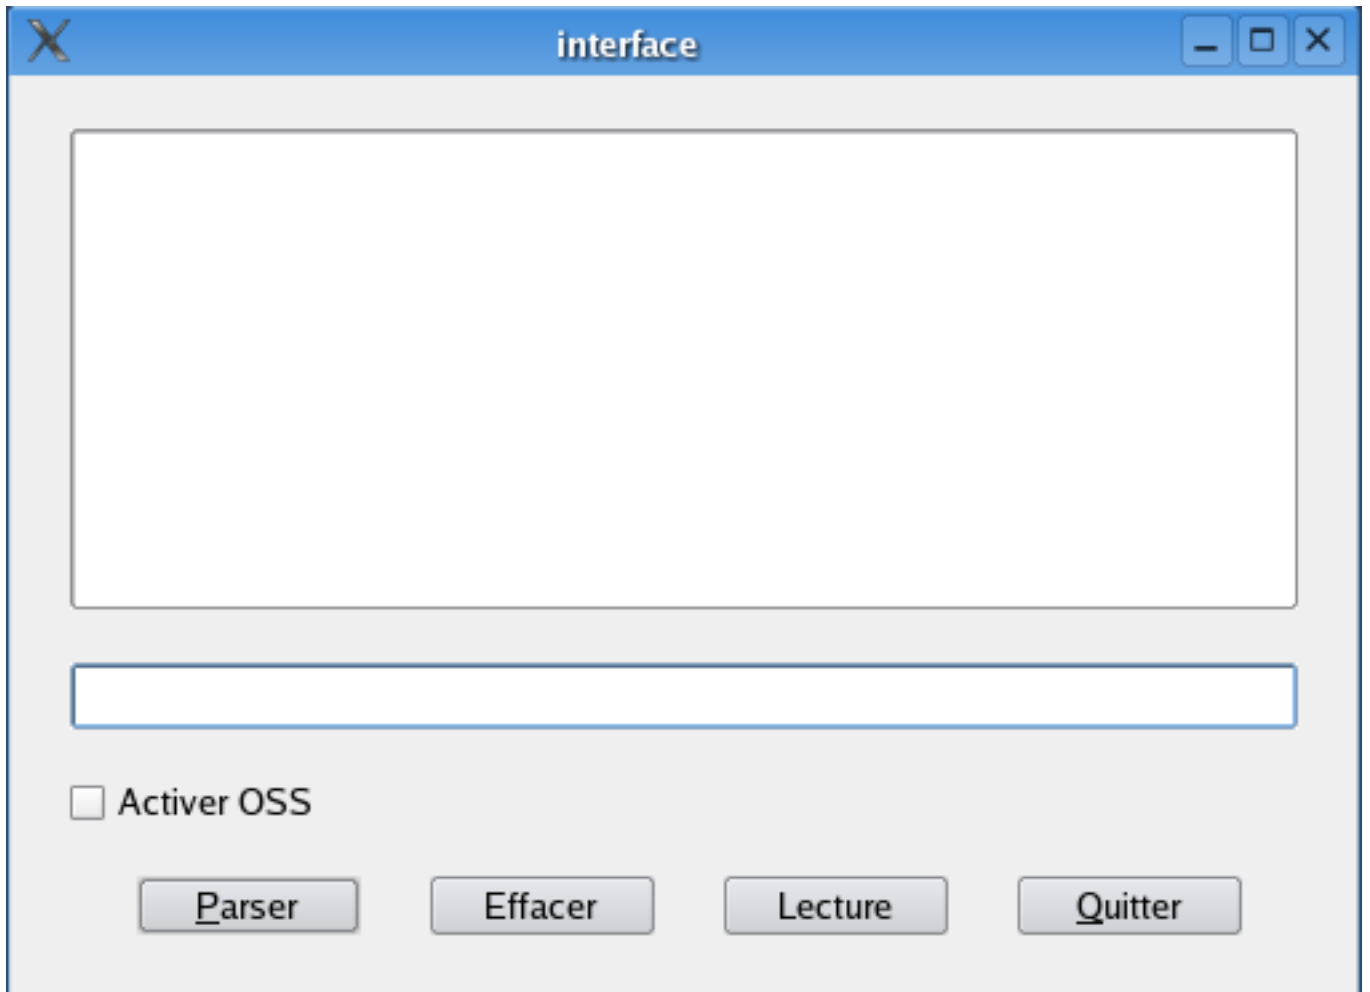 interface
Activer OSS
Parser
Effacer
Lecture
Quitter